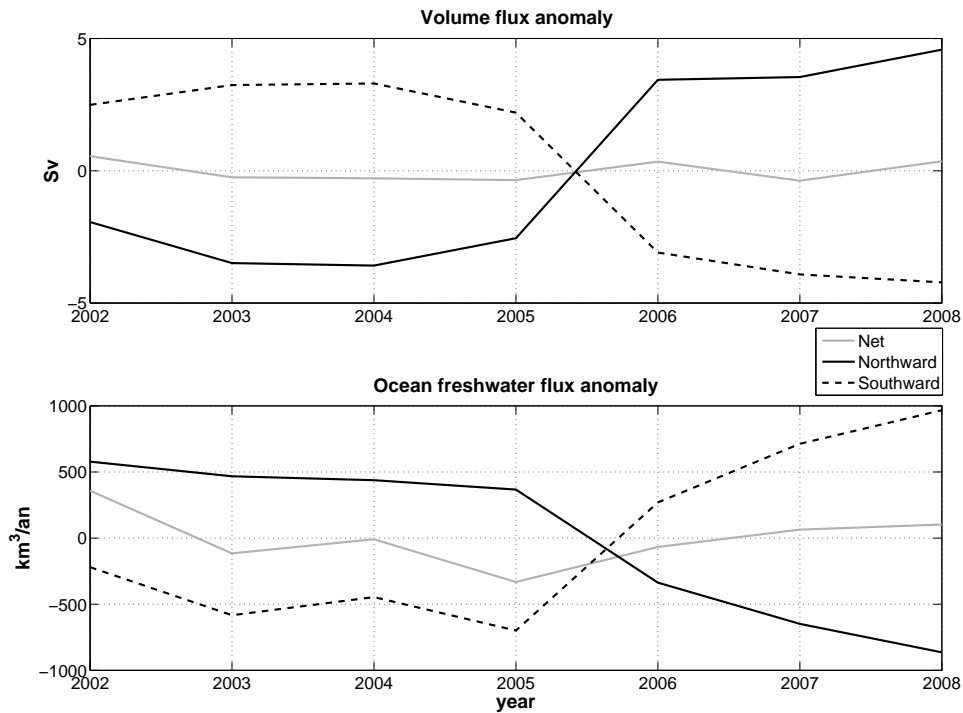 Volume flux anomaly
5
0
−5
Sv
2002 2003 2004 2005 2006 2007 2008
Net
Northward
Southward
Ocean freshwater flux anomaly
1000
500
0
−500
−1000
km³/an
2002 2003 2004 2005 2006 2007 2008
year